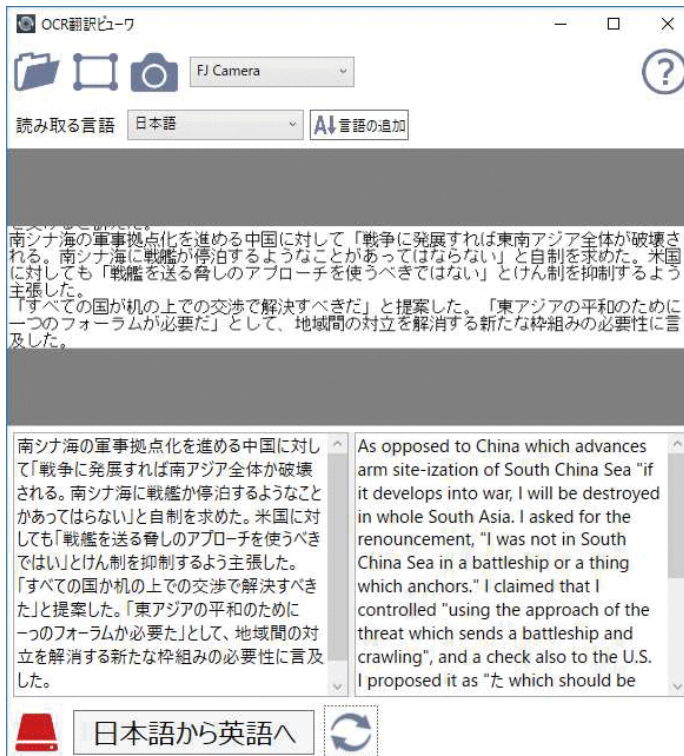 OCR翻訳ビューワ
FJ Camera
読み取る言語
日本語
言語の追加
南シナ海の軍事拠点化を進める中国に対して「戦争に発展すれば東南アジア全体が破壊さ
れる。南シナ海に戦艦が停泊するようなことがあってはならない」と自制を求めた。米国
に対しても「戦艦を送る脅しのアプローチを使うべきではない」とけん制を抑制するよう
主張した。
「すべての国が机の上での交渉で解決すべきだ」と提案した。「東アジアの平和のために
一つのフォーラムが必要だ」として、地域間の対立を解消する新たな枠組みの必要性に言
及した。
南シナ海の軍事拠点化を進める中国に対し
て「戦争に発展すれば南アジア全体か破壊
される。南シナ海に戦艦か停泊するようなこと
かあってはらない」と自制を求めた。米国に対
しても「戦艦を送る脅しのアプローチを使うべき
ではい」とけん制を抑制するよう主張した。
「すべての国か机の上での交渉で解決すべき
た」と提案した。「東アジアの平和のために
一つのフォーラムか必要た」として、地域間の対
立を解消する新たな枠組みの必要性に言及
した。
As opposed to China which advances
arm site-ization of South China Sea "if
it develops into war, I will be destroyed
in whole South Asia. I asked for the
renouncement, "I was not in South
China Sea in a battleship or a thing
which anchors." I claimed that I
controlled "using the approach of the
threat which sends a battleship and
crawling", and a check also to the U.S.
I proposed it as "た which should be
日本語から英語へ